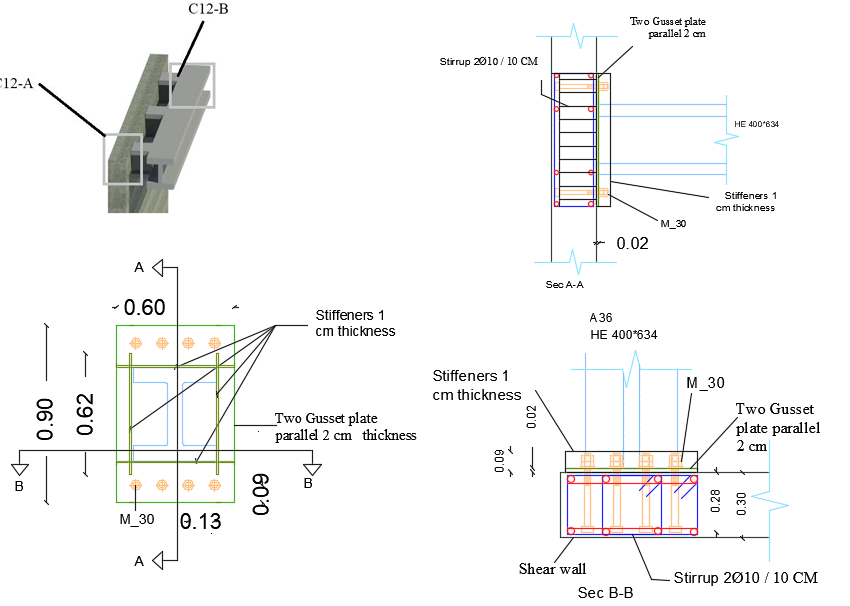 C12-B
C12-A
Two Gusset plate
parallel 2 cm
Stirrup 2Ø10 / 10 CM
HE 400*634
Stiffeners 1
cm thickness
M_30
0.02
Sec A-A
A
0.60
Stiffeners 1
cm thickness
0.90
0.62
Two Gusset plate
parallel 2 cm thickness
B
B
0.09
M_30
0.13
A
A 36
HE 400*634
Stiffeners 1
cm thickness
M_30
0.02
Two Gusset
plate parallel
2 cm
0.09
0.28
0.30
Shear wall
Stirrup 2Ø10 / 10 CM
Sec B-B